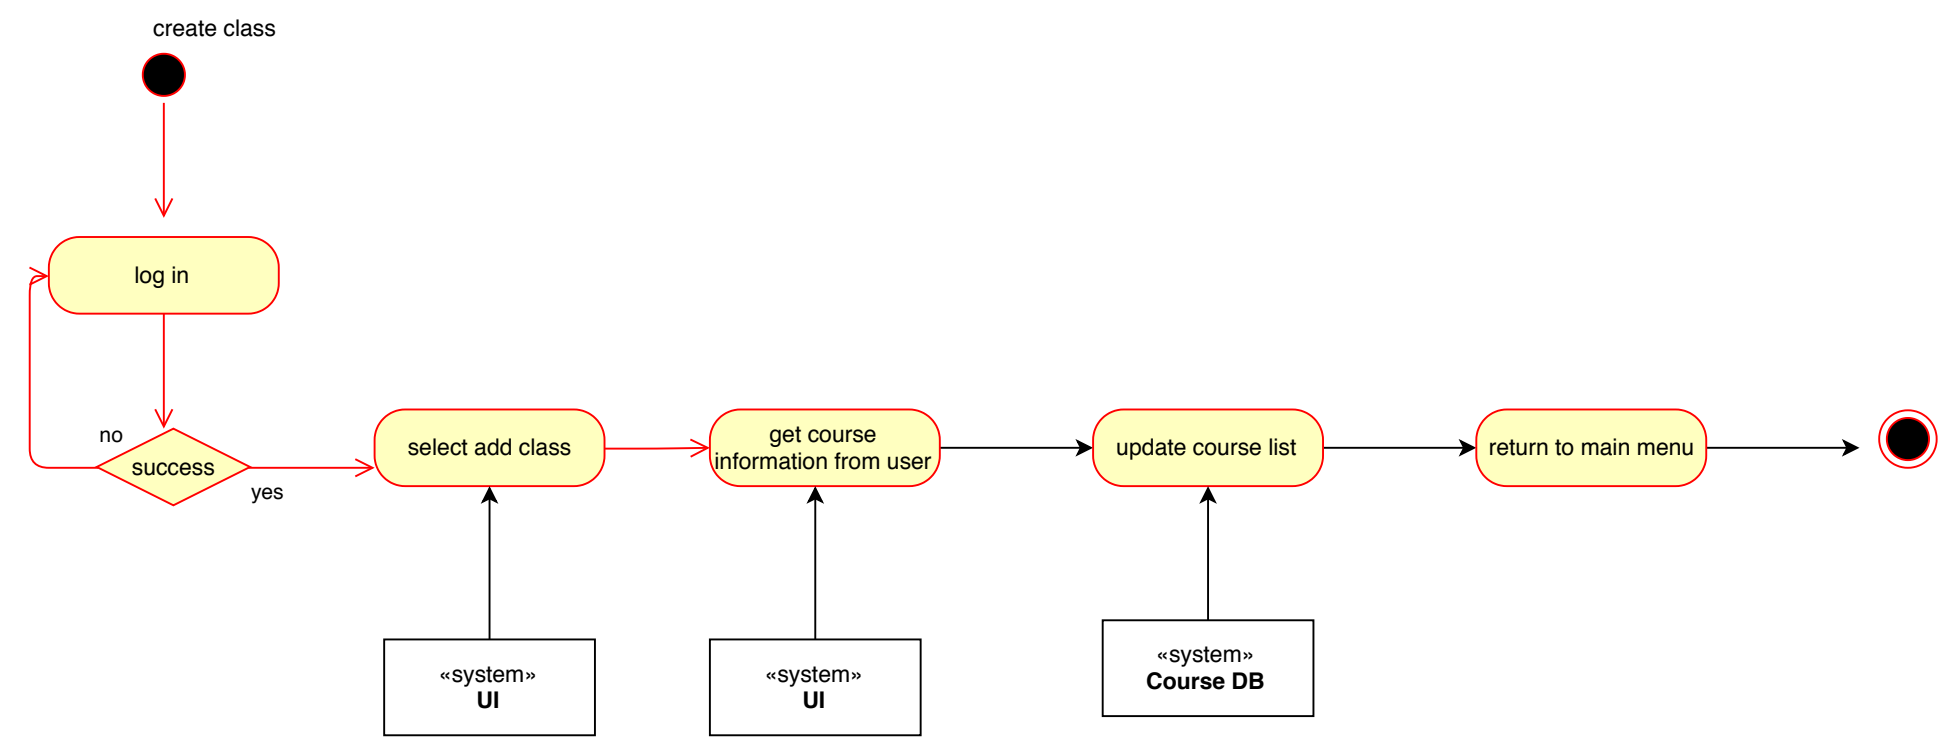 create class
log in
no
success
yes
select add class
get course
information from user
update course list
return to main menu
«system»
UI
«system»
UI
«system»
Course DB